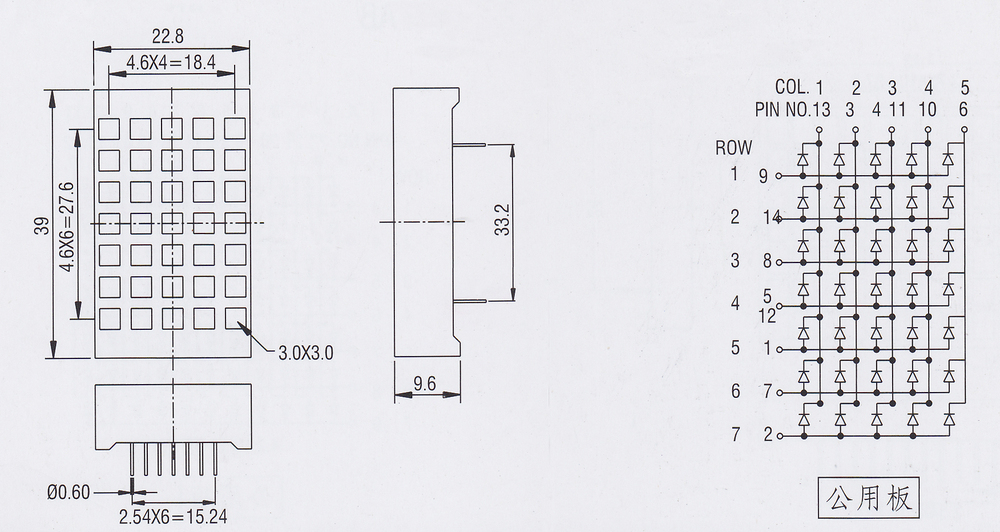 22.8
4.6X4=18.4
39
4.6X6=27.6
3.0X3.0
Ø0.60
2.54X6=15.24
33.2
9.6
COL. 1 2 3 4 5
PIN NO.13 3 4 11 10 6
ROW
1 9
2 14
3 8
4 5
12
5 1
6 7
7 2
公用板